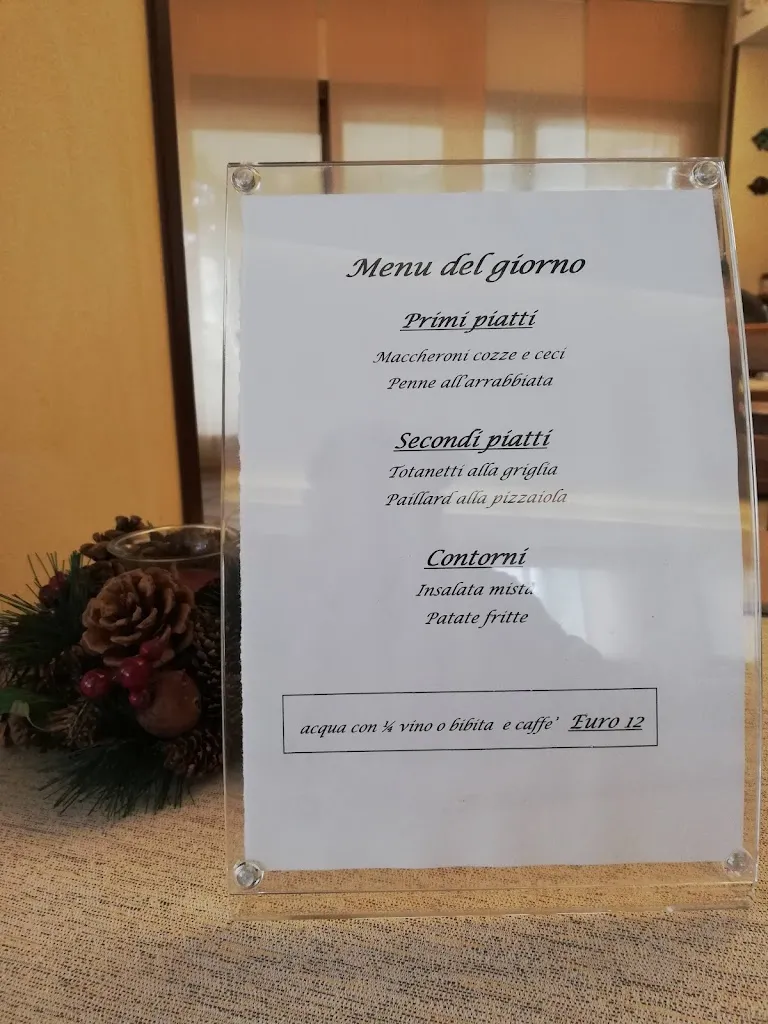 Menu del giorno
Primi piatti
Maccheroni cozze e ceci
Penne all'arrabbiata
Secondi piatti
Totanetti alla griglia
Paillard alla pizzaiola
Contorni
Insalata mista
Patate fritte
acqua con ¼ vino o bibita e caffe' Euro 12